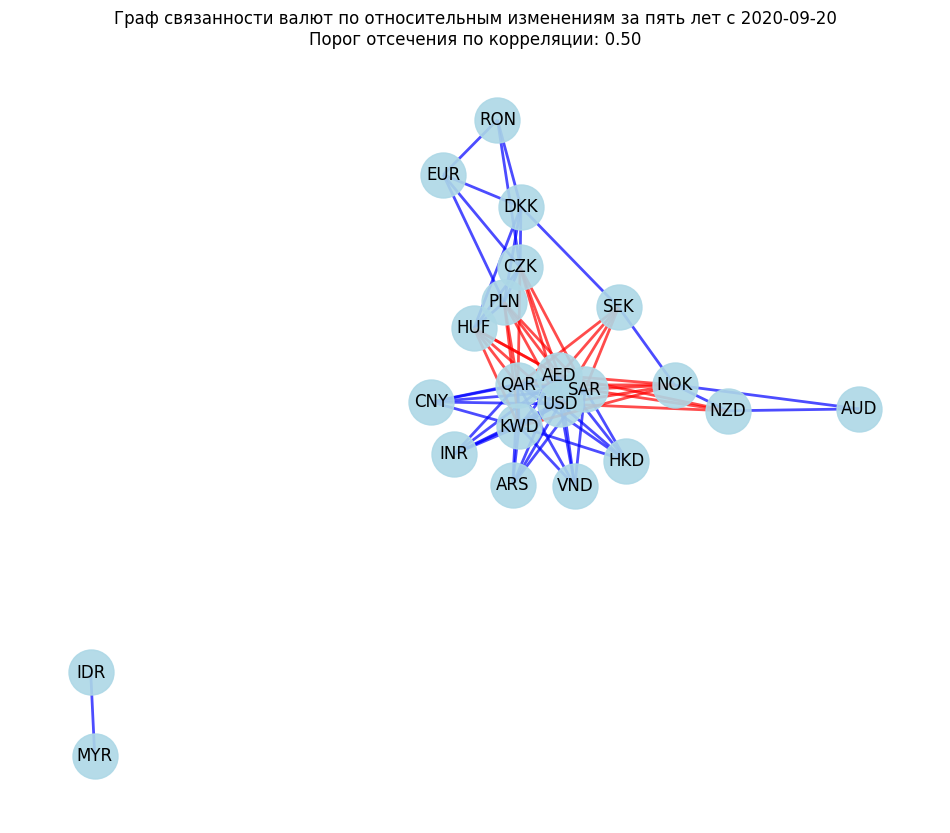 Граф связанности валют по относительным изменениям за пять лет с 2020-09-20
Порог отсечения по корреляции: 0.50
RON
EUR
DKK
CZK
PLN
SEK
HUF
AED
QAR
SAR
NOK
CNY
USD
NZD
AUD
KWD
INR
HKD
ARS
VND
IDR
MYR